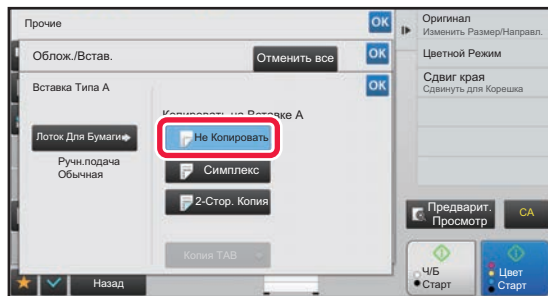 Прочие
OK
Облож./Встав.
Отменить все
OK
Вставка Типа А
OK
Копировать на Вставке А
Лоток Для Бумаги
Ручн.подача
Обычная
Не Копировать
Симплекс
2-Стор. Копия
Копия TAB
Назад
Оригинал
Изменить Размер/Направл.
Цветной Режим
Сдвиг края
Сдвинуть для Корешка
Предварит.
Просмотр
CA
Ч/Б
Старт
Цвет
Старт